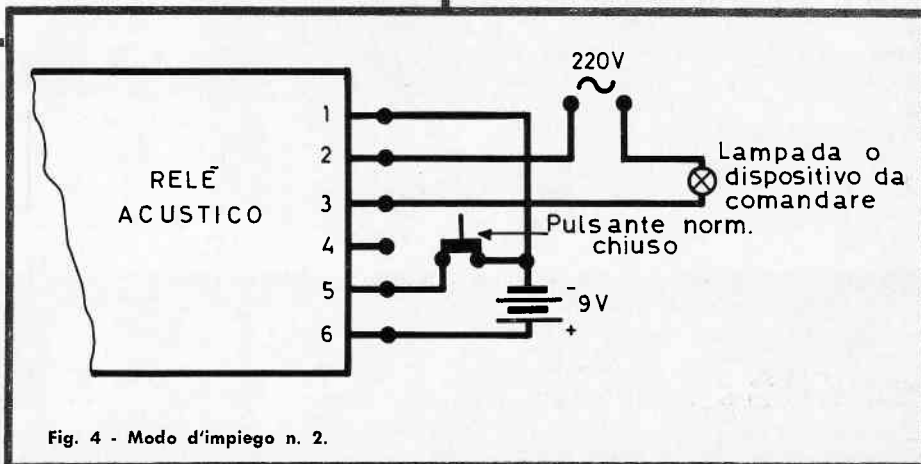 220V
~
1
2
3
4
5
6
RELĒ
ACUSTICO
Lampada o
dispositivo da
comandare
Pulsante norm.
chiuso
-
9V
+
Fig. 4 - Modo d'impiego n. 2.